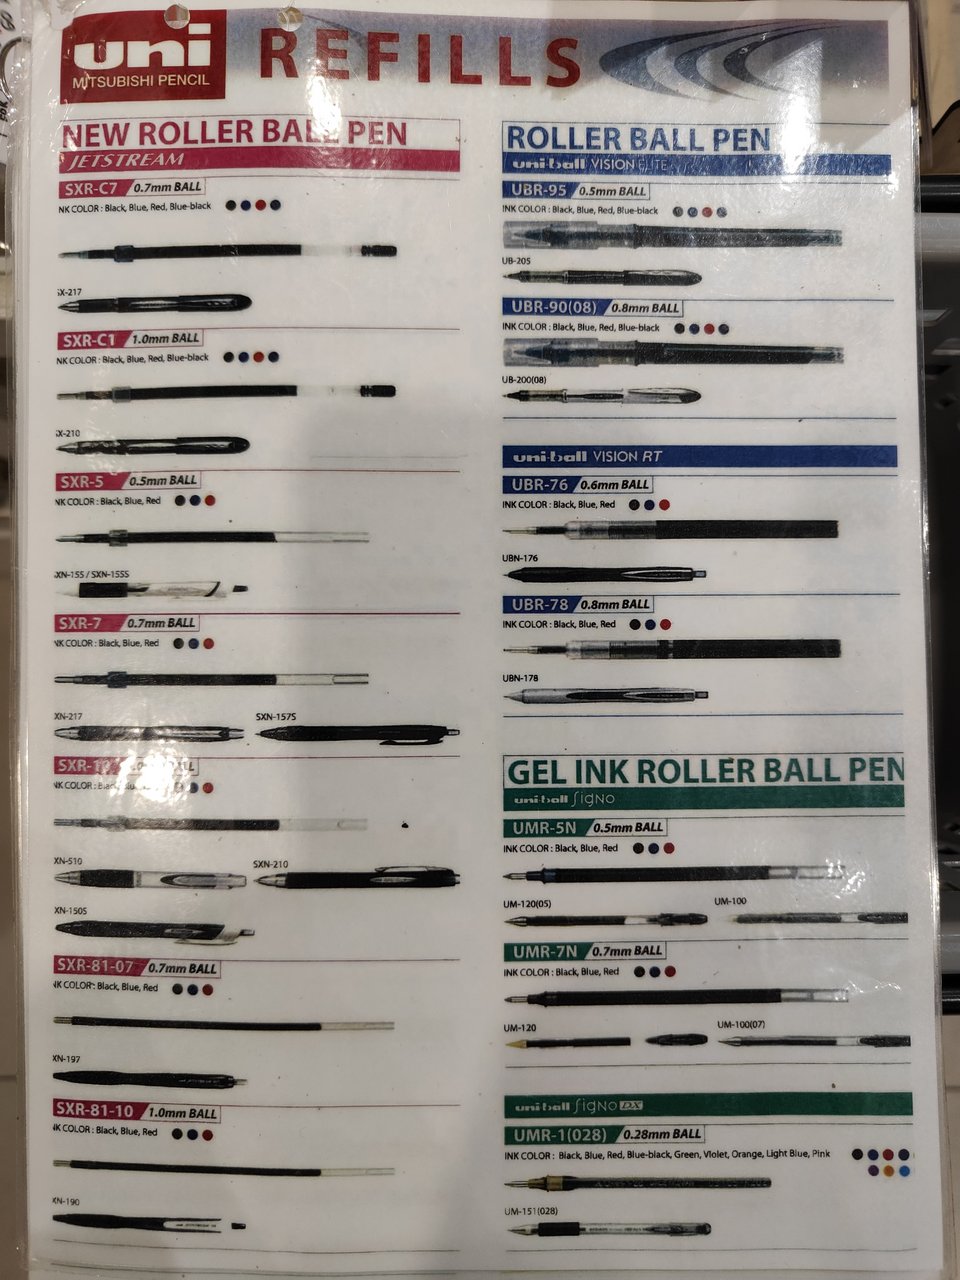 uni
MITSUBISHI PENCIL
REFILLS
NEW ROLLER BALL PEN
JETSTREAM
SXR-C7 0.7mm BALL
NK COLOR : Black, Blue, Red, Blue-black
SX-217
SXR-C1 1.0mm BALL
NK COLOR : Black, Blue, Red, Blue-black
SX-210
SXR-5 0.5mm BALL
NK COLOR : Black, Blue, Red
XN-155 / SXN-155S
SXR-7 0.7mm BALL
NK COLOR : Black, Blue, Red
XN-217 SXN-157S
SXR-10 BALL
NK COLOR : Black, Blue, Red
XN-510 SXN-210
XN-150S
SXR-81-07 0.7mm BALL
NK COLOR : Black, Blue, Red
XN-197
SXR-81-10 1.0mm BALL
NK COLOR : Black, Blue, Red
XN-190
ROLLER BALL PEN
uni-ball VISION ELITE
UBR-95 0.5mm BALL
INK COLOR : Black, Blue, Red, Blue-black
UB-205
UBR-90(08) 0.8mm BALL
INK COLOR : Black, Blue, Red, Blue-black
UB-200(08)
uni-ball VISION RT
UBR-76 0.6mm BALL
INK COLOR : Black, Blue, Red
UBN-176
UBR-78 0.8mm BALL
INK COLOR : Black, Blue, Red
UBN-178
GEL INK ROLLER BALL PEN
uni-ball SIGNO
UMR-5N 0.5mm BALL
INK COLOR : Black, Blue, Red
UM-120(05) UM-100
UMR-7N 0.7mm BALL
INK COLOR : Black, Blue, Red
UM-120 UM-100(07)
uni-ball SIGNO DX
UMR-1(028) 0.28mm BALL
INK COLOR : Black, Blue, Red, Blue-black, Green, Violet, Orange, Light Blue, Pink
UM-151(028)